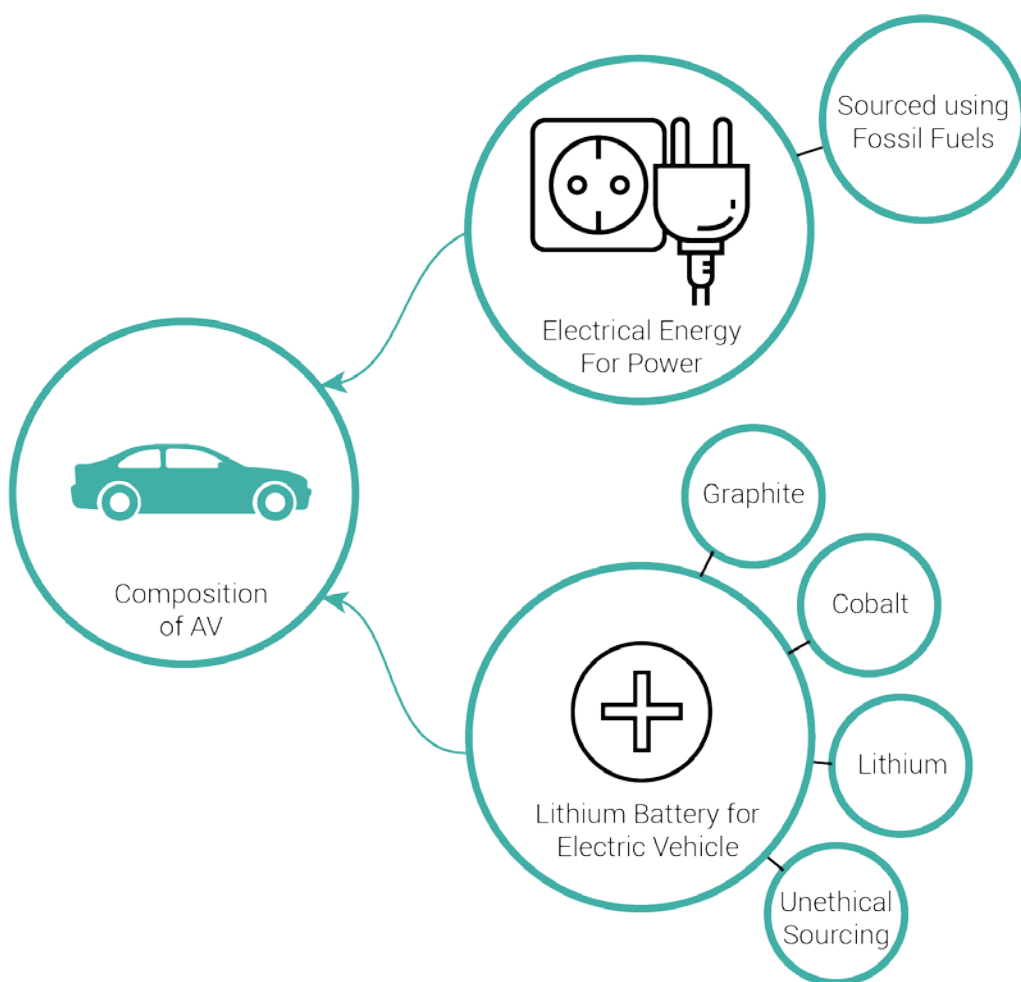 Sourced using
Fossil Fuels
Electrical Energy
For Power
Composition
of AV
Graphite
Cobalt
Lithium
Lithium Battery for
Electric Vehicle
Unethical
Sourcing